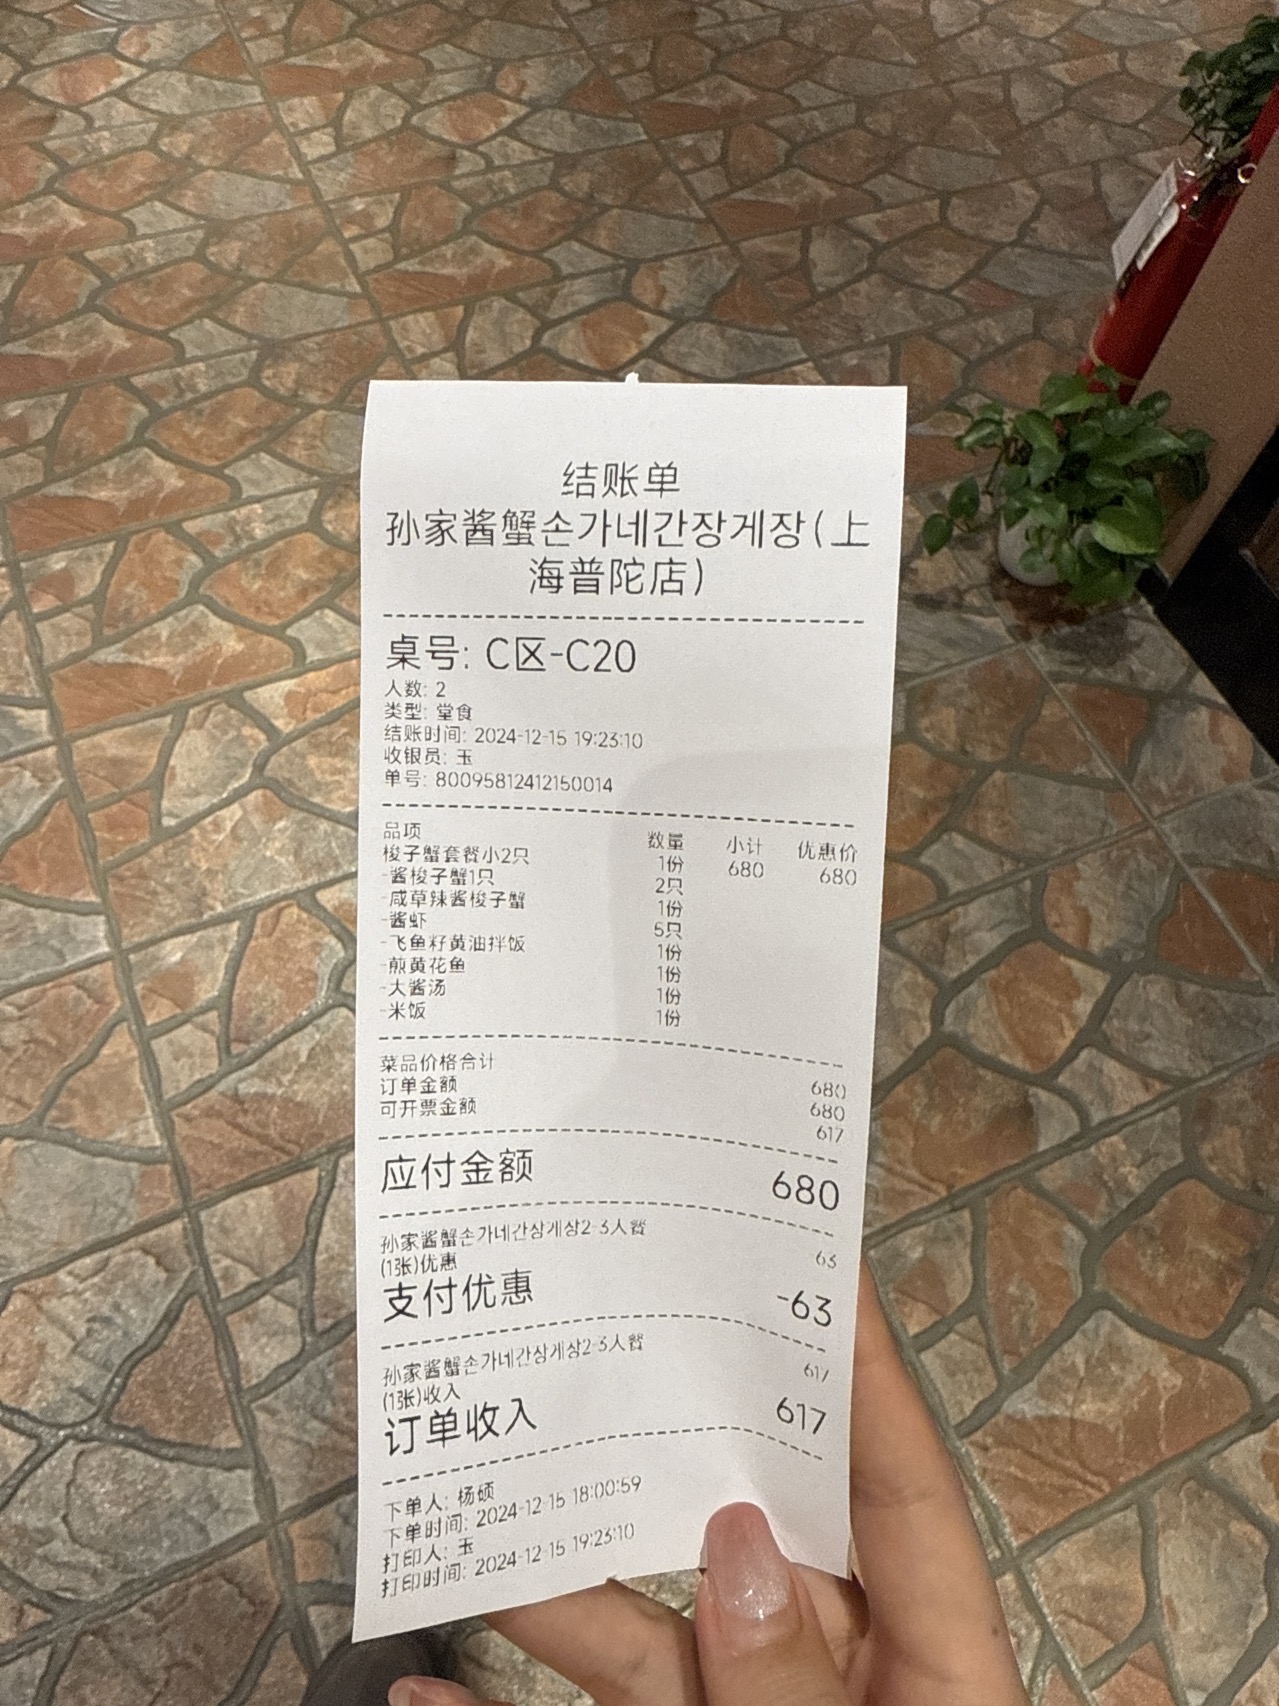 结账单
孙家酱蟹손가네간장게장(上
海普陀店)
桌号: C区-C20
人数: 2
类型: 堂食
结账时间: 2024-12-15 19:23:10
收银员: 玉
单号: 80095812412150014
品项 数量 小计 优惠价
梭子蟹套餐小2只 1份 680 680
-酱梭子蟹1只 2只
-咸草辣酱梭子蟹 1份
-酱虾 5只
-飞鱼籽黄油拌饭 1份
-煎黄花鱼 1份
-大酱汤 1份
-米饭 1份
菜品价格合计 680
订单金额 680
可开票金额 617
应付金额 680
孙家酱蟹손가네간장게장2-3人餐 63
(1张)优惠
支付优惠 -63
孙家酱蟹손가네간장게장2-3人餐 617
(1张)收入
订单收入 617
下单人: 杨硕
下单时间: 2024-12-15 18:00:59
打印人: 玉
打印时间: 2024-12-15 19:23:10